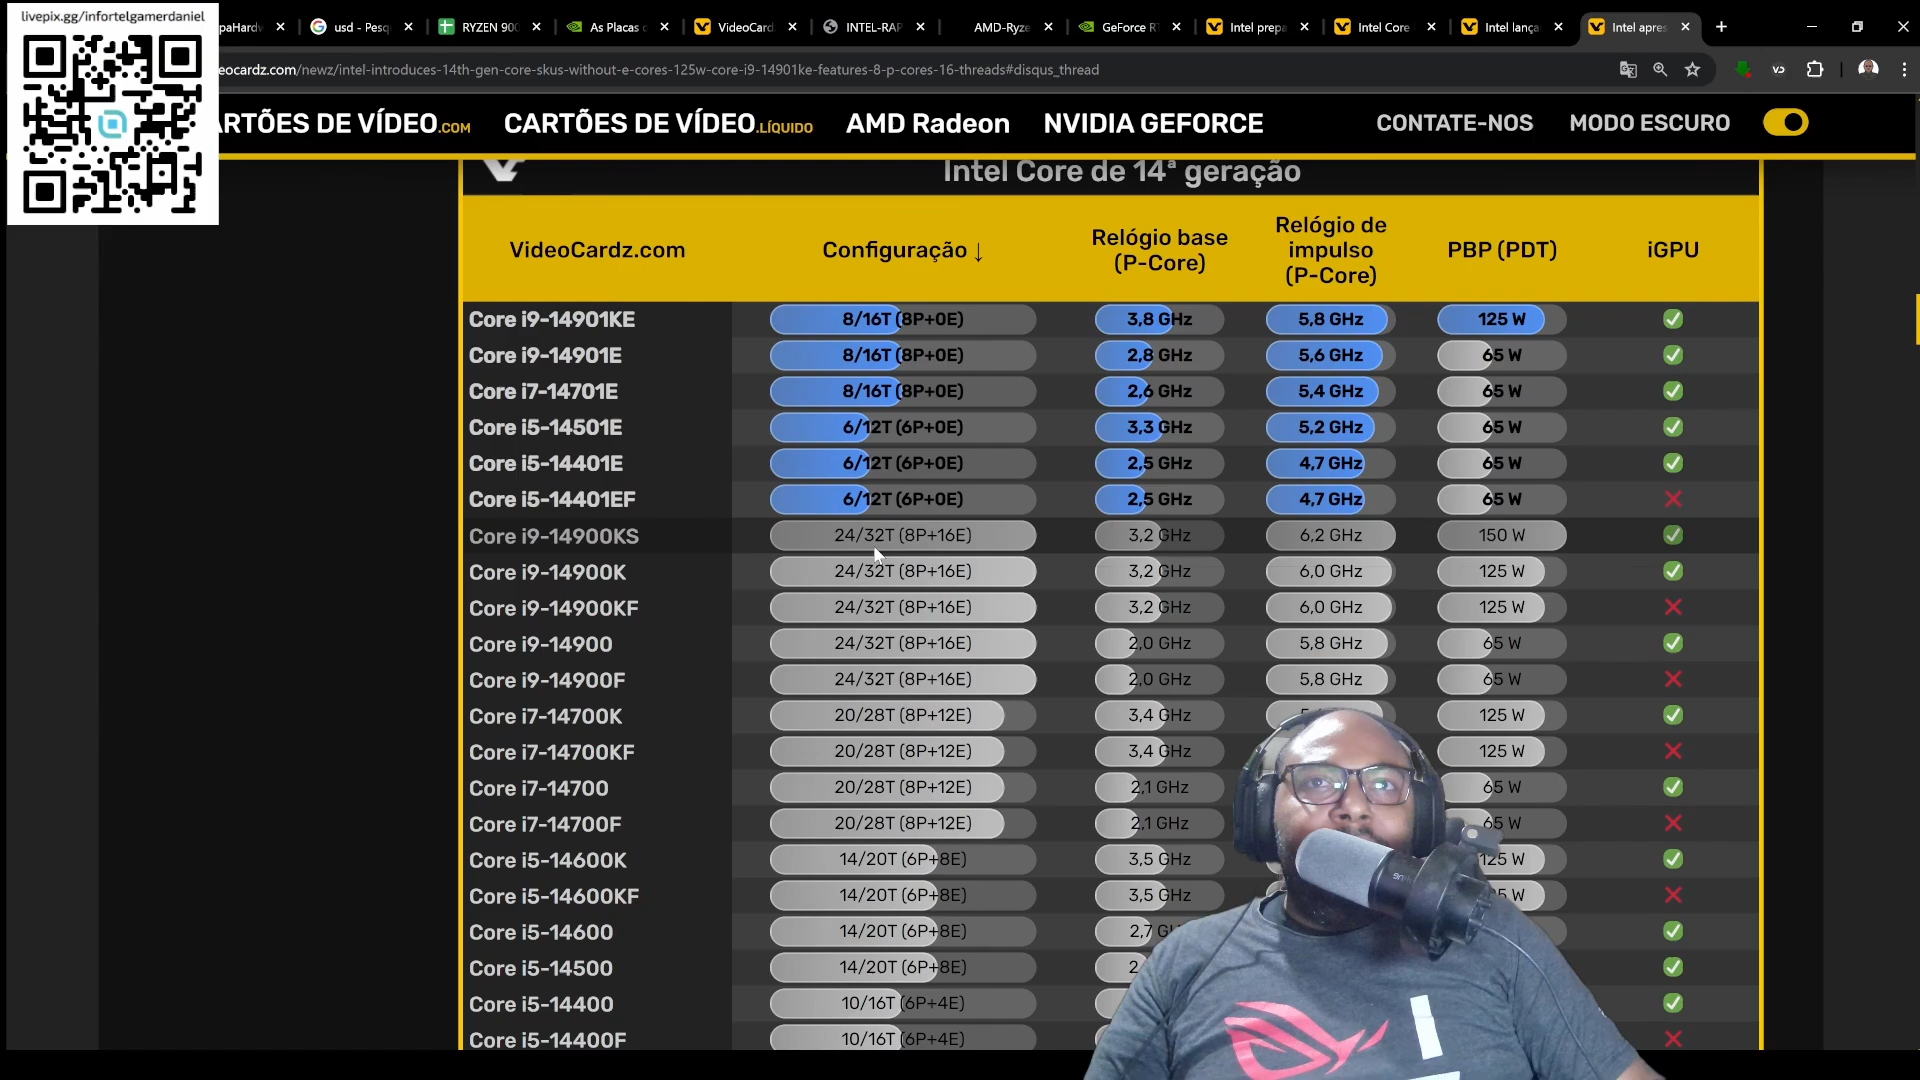 livepix.gg/infortelgamerdaniel
paHardw
usd - Pesq
RYZEN 900
As Placas d
VideoCard
INTEL-RAP
AMD-Ryze
GeForce RT
Intel prepa
Intel Core
Intel lança
Intel apres
eocardz.com/newz/intel-introduces-14th-gen-core-skus-without-e-cores-125w-core-i9-14901ke-features-8-p-cores-16-threads#disqus_thread
ARTÕES DE VÍDEO.COM
CARTÕES DE VÍDEO.LÍQUIDO
AMD Radeon
NVIDIA GEFORCE
CONTATE-NOS
MODO ESCURO
Intel Core de 14ª geração
VideoCardz.com Configuração ↓ Relógio base (P-Core) Relógio de impulso (P-Core) PBP (PDT) iGPU
Core i9-14901KE 8/16T (8P+0E) 3,8 GHz 5,8 GHz 125 W
Core i9-14901E 8/16T (8P+0E) 2,8 GHz 5,6 GHz 65 W
Core i7-14701E 8/16T (8P+0E) 2,6 GHz 5,4 GHz 65 W
Core i5-14501E 6/12T (6P+0E) 3,3 GHz 5,2 GHz 65 W
Core i5-14401E 6/12T (6P+0E) 2,5 GHz 4,7 GHz 65 W
Core i5-14401EF 6/12T (6P+0E) 2,5 GHz 4,7 GHz 65 W
Core i9-14900KS 24/32T (8P+16E) 3,2 GHz 6,2 GHz 150 W
Core i9-14900K 24/32T (8P+16E) 3,2 GHz 6,0 GHz 125 W
Core i9-14900KF 24/32T (8P+16E) 3,2 GHz 6,0 GHz 125 W
Core i9-14900 24/32T (8P+16E) 2,0 GHz 5,8 GHz 65 W
Core i9-14900F 24/32T (8P+16E) 2,0 GHz 5,8 GHz 65 W
Core i7-14700K 20/28T (8P+12E) 3,4 GHz 125 W
Core i7-14700KF 20/28T (8P+12E) 3,4 GHz 125 W
Core i7-14700 20/28T (8P+12E) 2,1 GHz 65 W
Core i7-14700F 20/28T (8P+12E) 2,1 GHz 65 W
Core i5-14600K 14/20T (6P+8E) 3,5 GHz 125 W
Core i5-14600KF 14/20T (6P+8E) 3,5 GHz 5 W
Core i5-14600 14/20T (6P+8E) 2,7
Core i5-14500 14/20T (6P+8E) 2
Core i5-14400 10/16T (6P+4E)
Core i5-14400F 10/16T (6P+4E)